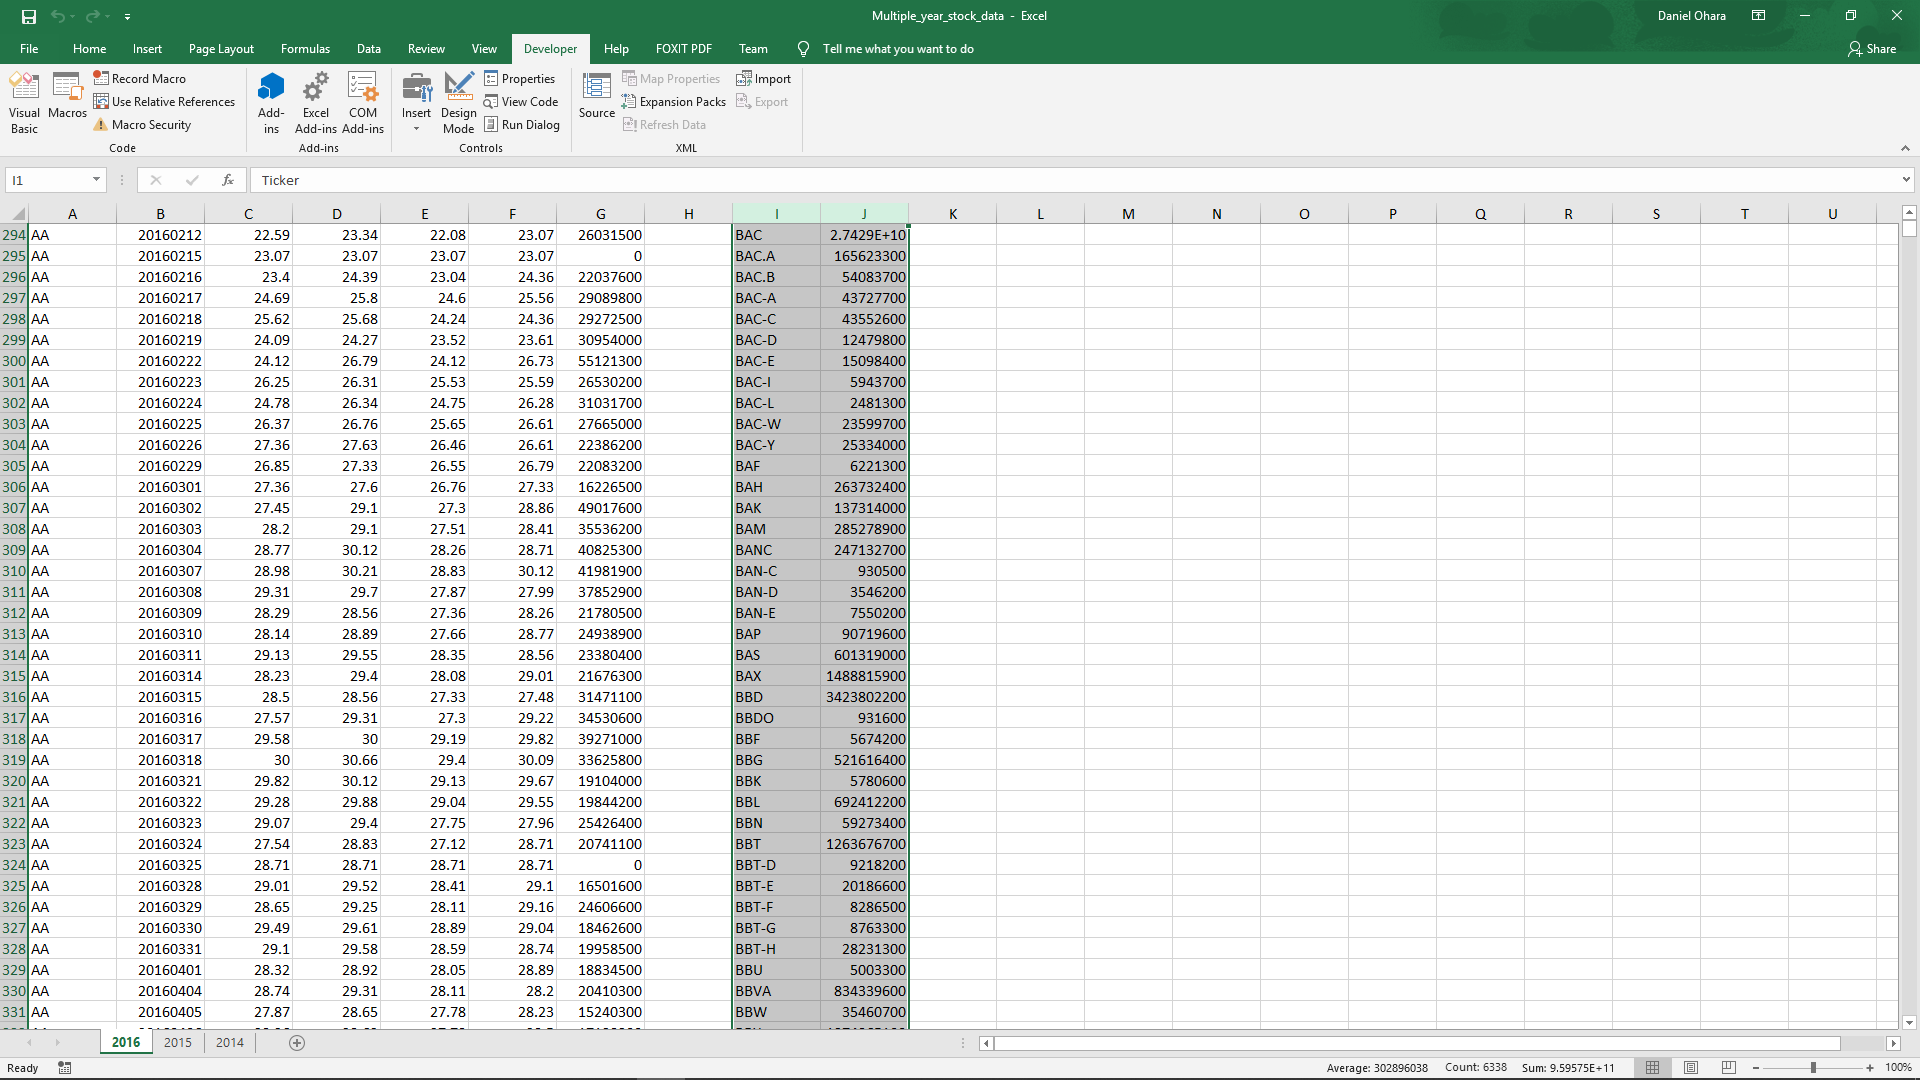 Multiple_year_stock_data - Excel
Daniel Ohara
File Home Insert Page Layout Formulas Data Review View Developer Help FOXIT PDF Team Tell me what you want to do Share
Visual Basic
Macros
Record Macro
Use Relative References
Macro Security
Code
Add-ins
Excel Add-ins
COM Add-ins
Add-ins
Insert
Design Mode
Properties
View Code
Run Dialog
Controls
Source
Map Properties
Expansion Packs
Refresh Data
Import
Export
XML
I1 fx Ticker
A B C D E F G H I J K L M N O P Q R S T U
294 AA 20160212 22.59 23.34 22.08 23.07 26031500 BAC 2.7429E+10
295 AA 20160215 23.07 23.07 23.07 23.07 0 BAC.A 165623300
296 AA 20160216 23.4 24.39 23.04 24.36 22037600 BAC.B 54083700
297 AA 20160217 24.69 25.8 24.6 25.56 29089800 BAC-A 43727700
298 AA 20160218 25.62 25.68 24.24 24.36 29272500 BAC-C 43552600
299 AA 20160219 24.09 24.27 23.52 23.61 30954000 BAC-D 12479800
300 AA 20160222 24.12 26.79 24.12 26.73 55121300 BAC-E 15098400
301 AA 20160223 26.25 26.31 25.53 25.59 26530200 BAC-I 5943700
302 AA 20160224 24.78 26.34 24.75 26.28 31031700 BAC-L 2481300
303 AA 20160225 26.37 26.76 25.65 26.61 27665000 BAC-W 23599700
304 AA 20160226 27.36 27.63 26.46 26.61 22386200 BAC-Y 25334000
305 AA 20160229 26.85 27.33 26.55 26.79 22083200 BAF 6221300
306 AA 20160301 27.36 27.6 26.76 27.33 16226500 BAH 263732400
307 AA 20160302 27.45 29.1 27.3 28.86 49017600 BAK 137314000
308 AA 20160303 28.2 29.1 27.51 28.41 35536200 BAM 285278900
309 AA 20160304 28.77 30.12 28.26 28.71 40825300 BANC 247132700
310 AA 20160307 28.98 30.21 28.83 30.12 41981900 BAN-C 930500
311 AA 20160308 29.31 29.7 27.87 27.99 37852900 BAN-D 3546200
312 AA 20160309 28.29 28.56 27.36 28.26 21780500 BAN-E 7550200
313 AA 20160310 28.14 28.89 27.66 28.77 24938900 BAP 90719600
314 AA 20160311 29.13 29.55 28.35 28.56 23380400 BAS 601319000
315 AA 20160314 28.23 29.4 28.08 29.01 21676300 BAX 1488815900
316 AA 20160315 28.5 28.56 27.33 27.48 31471100 BBD 3423802200
317 AA 20160316 27.57 29.31 27.3 29.22 34530600 BBDO 931600
318 AA 20160317 29.58 30 29.19 29.82 39271000 BBF 5674200
319 AA 20160318 30 30.66 29.4 30.09 33625800 BBG 521616400
320 AA 20160321 29.82 30.12 29.13 29.67 19104000 BBK 5780600
321 AA 20160322 29.28 29.88 29.04 29.55 19844200 BBL 692412200
322 AA 20160323 29.07 29.4 27.75 27.96 25426400 BBN 59273400
323 AA 20160324 27.54 28.83 27.12 28.71 20741100 BBT 1263676700
324 AA 20160325 28.71 28.71 28.71 28.71 0 BBT-D 9218200
325 AA 20160328 29.01 29.52 28.41 29.1 16501600 BBT-E 20186600
326 AA 20160329 28.65 29.25 28.11 29.16 24606600 BBT-F 8286500
327 AA 20160330 29.49 29.61 28.89 29.04 18462600 BBT-G 8763300
328 AA 20160331 29.1 29.58 28.59 28.74 19958500 BBT-H 28231300
329 AA 20160401 28.32 28.92 28.05 28.89 18834500 BBU 5003300
330 AA 20160404 28.74 29.31 28.11 28.2 20410300 BBVA 834339600
331 AA 20160405 27.87 28.65 27.78 28.23 15240300 BBW 35460700
2016 2015 2014
Ready Average: 302896038 Count: 6338 Sum: 9.59575E+11 100%